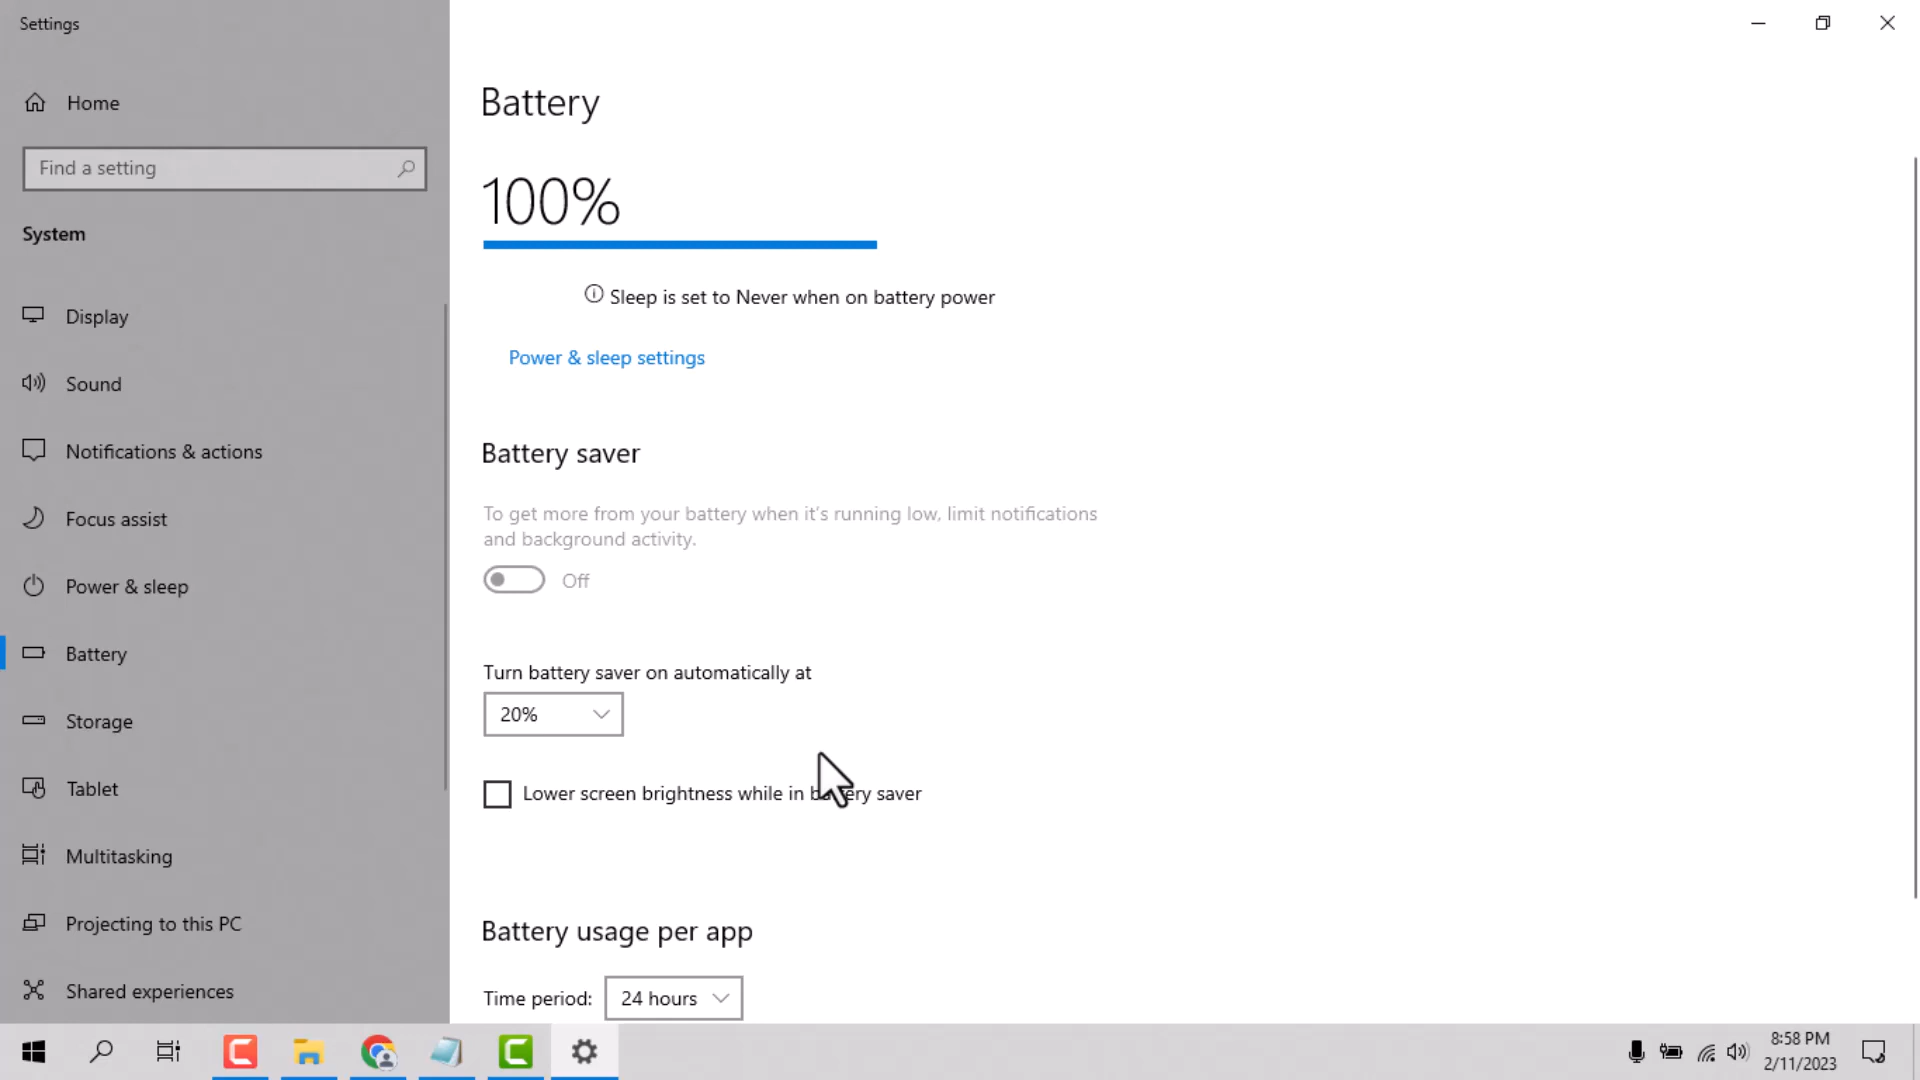 Settings
Home
Find a setting
System
Display
Sound
Notifications & actions
Focus assist
Power & sleep
Battery
Storage
Tablet
Multitasking
Projecting to this PC
Shared experiences
Battery
100%
Sleep is set to Never when on battery power
Power & sleep settings
Battery saver
To get more from your battery when it's running low, limit notifications
and background activity.
Off
Turn battery saver on automatically at
20%
Lower screen brightness while in battery saver
Battery usage per app
Time period: 24 hours
8:58 PM
2/11/2023